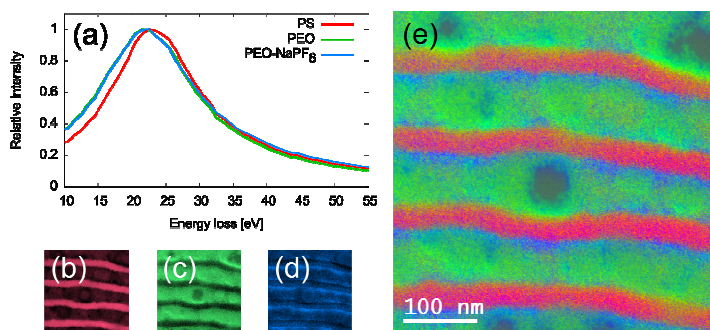 (a)
PS
PEO
PEO-NaPF6
Relative intensity
1
0.8
0.6
0.4
0.2
0
10 15 20 25 30 35 40 45 50 55
Energy loss [eV]
(b) (c) (d)
(e)
100 nm